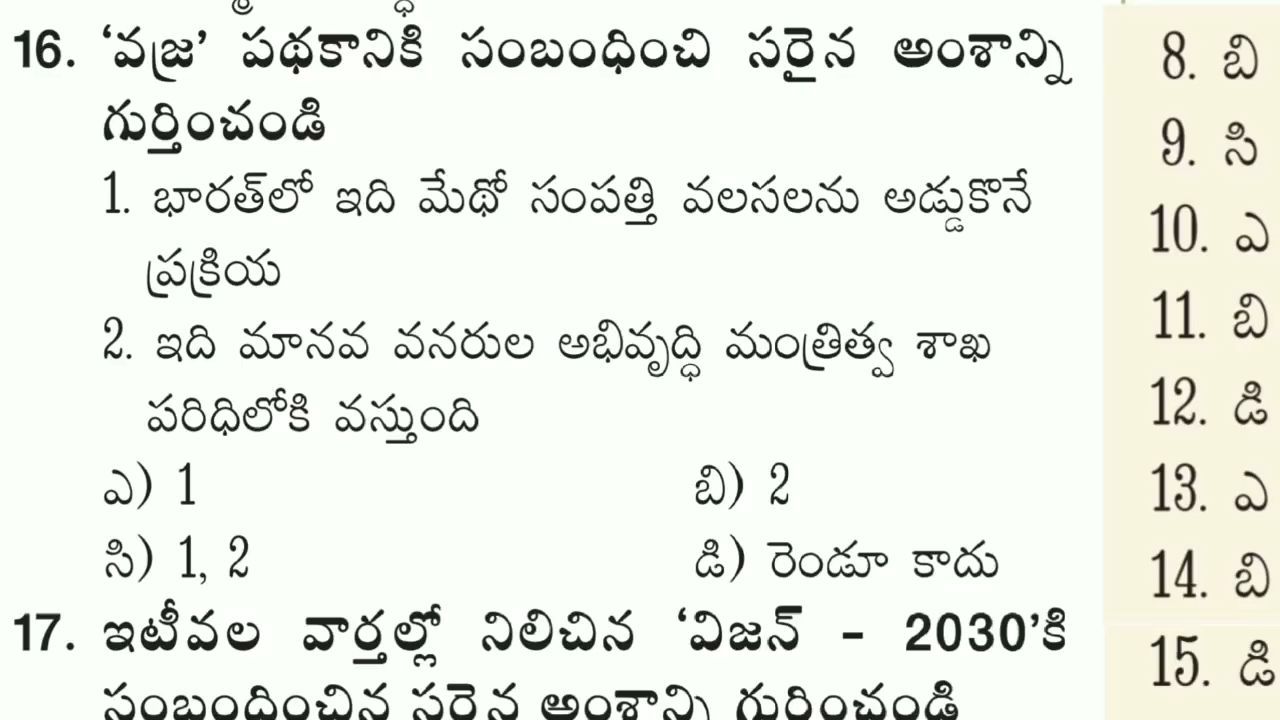 16. ‘వజ్ర’ పథకానికి సంబంధించి సరైన అంశాన్ని
గుర్తించండి
1. భారత్‌లో ఇది మేథో సంపత్తి వలసలను అడ్డుకొనే
ప్రక్రియ
2. ఇది మానవ వనరుల అభివృద్ధి మంత్రిత్వ శాఖ
పరిధిలోకి వస్తుంది
ఎ) 1 బి) 2
సి) 1, 2 డి) రెండూ కాదు
17. ఇటీవల వార్తల్లో నిలిచిన ‘విజన్ - 2030’కి
సంబంధించిన సరైన అంశాన్ని గుర్తించండి
8. బి
9. సి
10. ఎ
11. బి
12. డి
13. ఎ
14. బి
15. డి